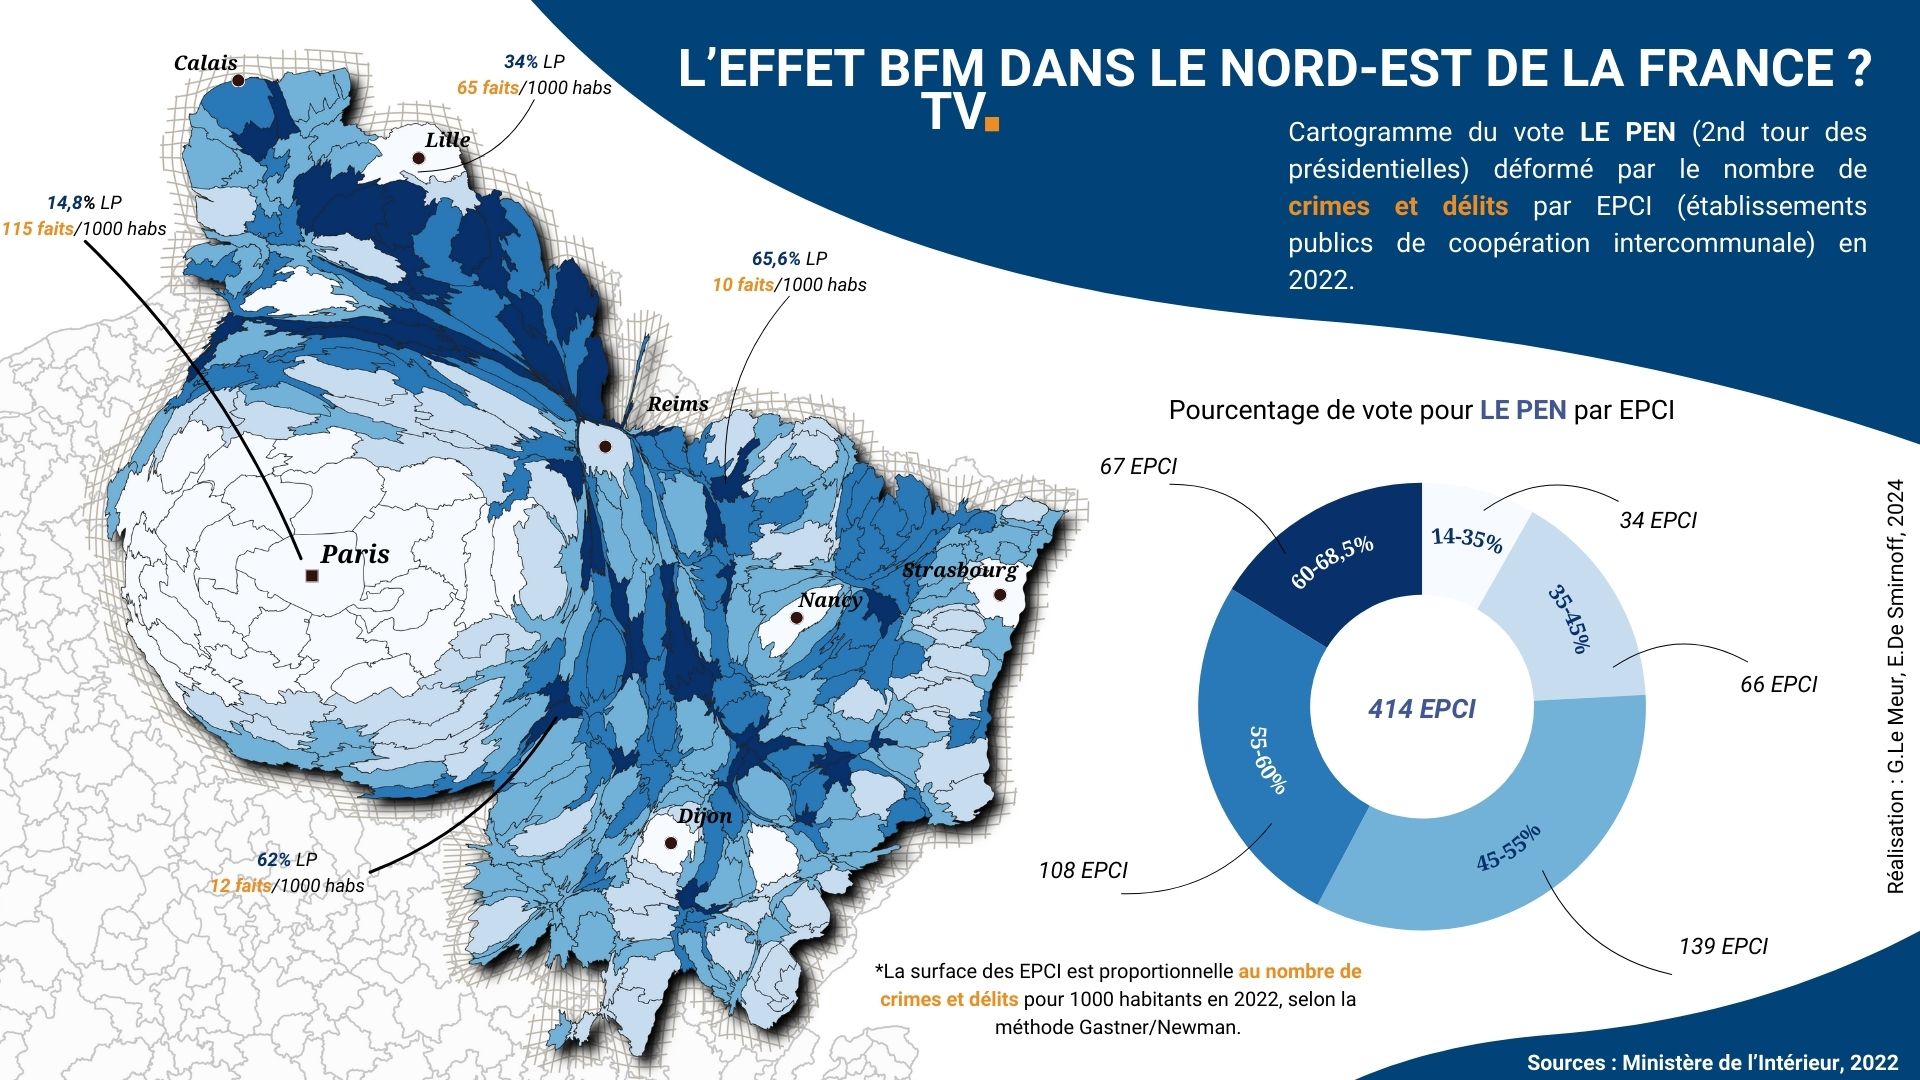 L’EFFET BFM DANS LE NORD-EST DE LA FRANCE ?
TV.
Cartogramme du vote LE PEN (2nd tour des
présidentielles) déformé par le nombre de
crimes et délits par EPCI (établissements
publics de coopération intercommunale) en
2022.
Calais
34% LP
65 faits/1000 habs
Lille
14,8% LP
115 faits/1000 habs
65,6% LP
10 faits/1000 habs
Reims
Paris
Strasbourg
Nancy
Dijon
62% LP
12 faits/1000 habs
Pourcentage de vote pour LE PEN par EPCI
67 EPCI
34 EPCI
66 EPCI
139 EPCI
108 EPCI
14-35%
35-45%
45-55%
55-60%
60-68,5%
414 EPCI
*La surface des EPCI est proportionnelle au nombre de
crimes et délits pour 1000 habitants en 2022, selon la
méthode Gastner/Newman.
Réalisation : G.Le Meur, E.De Smirnoff, 2024
Sources : Ministère de l’Intérieur, 2022